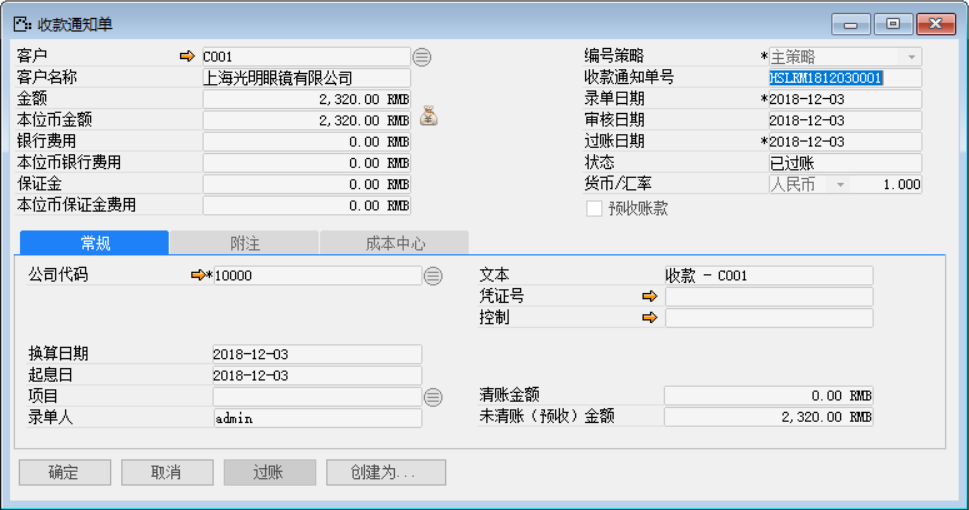 收款通知单
客户 C001
客户名称 上海光明眼镜有限公司
金额 2,320.00 RMB
本位币金额 2,320.00 RMB
银行费用 0.00 RMB
本位币银行费用 0.00 RMB
保证金 0.00 RMB
本位币保证金费用 0.00 RMB
编号策略 *主策略
收款通知单号 HSLRM1812030001
录单日期 *2018-12-03
审核日期 2018-12-03
过账日期 *2018-12-03
状态 已过账
货币/汇率 人民币 1.000
预收账款
常规 附注 成本中心
公司代码 *10000
换算日期 2018-12-03
起息日 2018-12-03
项目
录单人 admin
文本 收款 - C001
凭证号
控制
清账金额 0.00 RMB
未清账（预收）金额 2,320.00 RMB
确定 取消 过账 创建为...